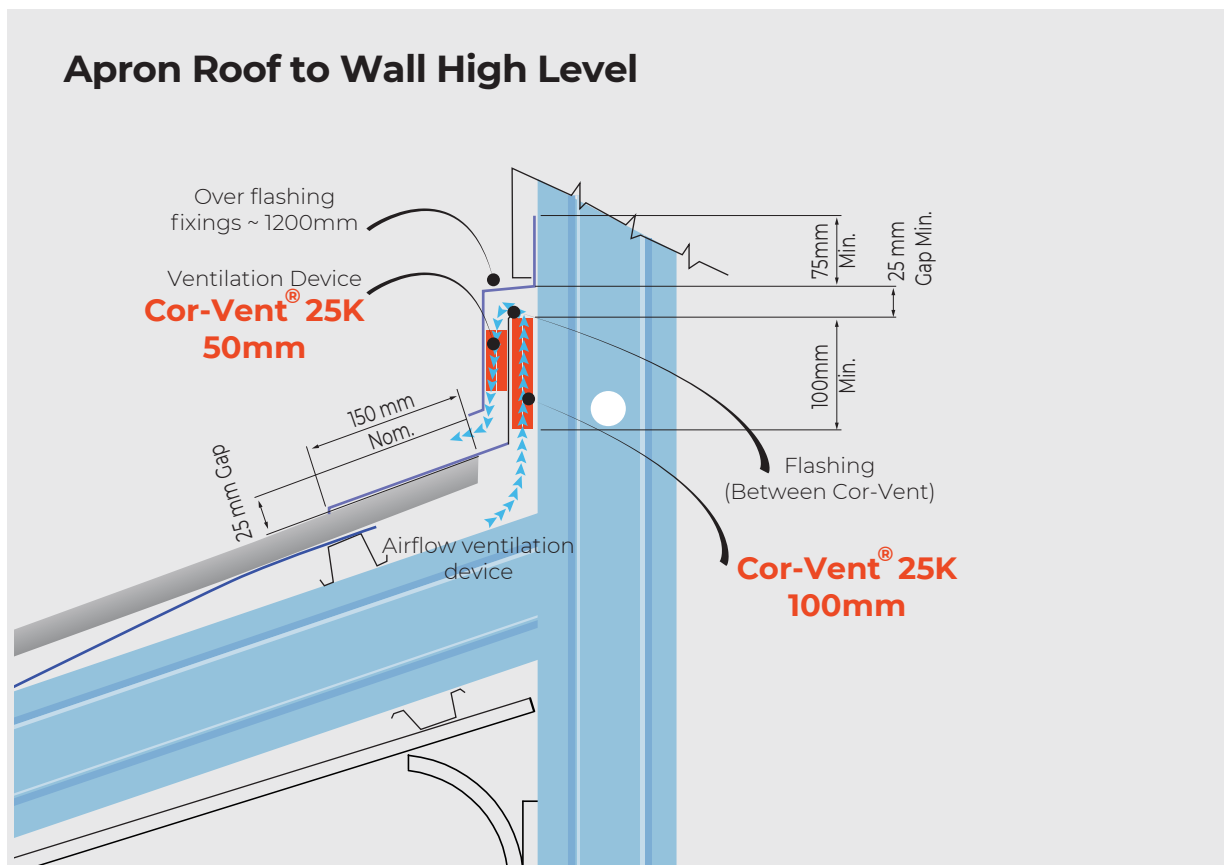 Apron Roof to Wall High Level
Over flashing
fixings ~ 1200mm
Ventilation Device
Cor-Vent® 25K
50mm
75mm
Min.
25 mm
Gap Min.
100mm
Min.
150 mm
Nom.
25 mm Gap
Flashing
(Between Cor-Vent)
Airflow ventilation
device
Cor-Vent® 25K
100mm